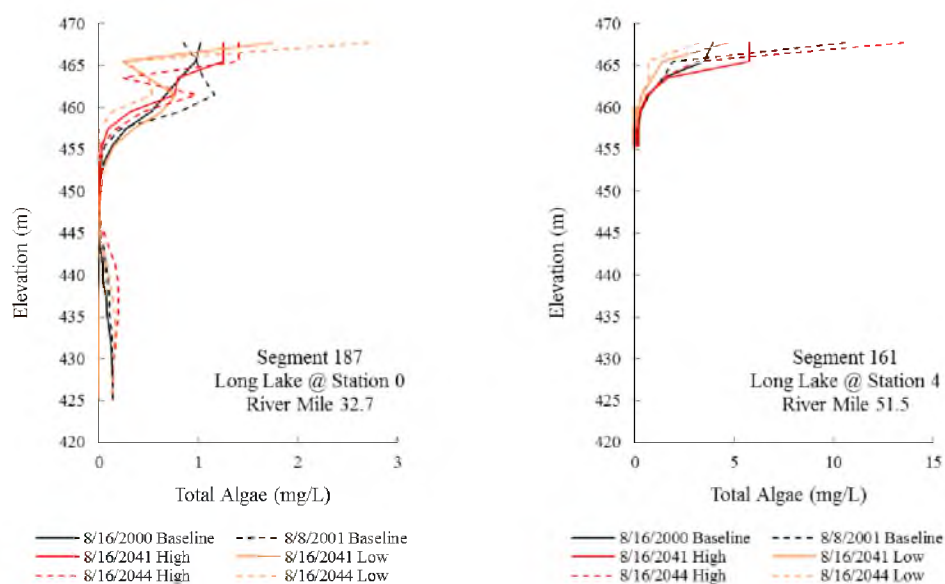 470
465
460
455
450
445
440
435
430
425
420
Elevation (m)
Segment 187
Long Lake @ Station 0
River Mile 32.7
0 1 2 3
Total Algae (mg/L)
8/16/2000 Baseline 8/8/2001 Baseline
8/16/2041 High 8/16/2041 Low
8/16/2044 High 8/16/2044 Low
470
465
460
455
450
445
440
435
430
425
420
Elevation (m)
Segment 161
Long Lake @ Station 4
River Mile 51.5
0 5 10 15
Total Algae (mg/L)
8/16/2000 Baseline 8/8/2001 Baseline
8/16/2041 High 8/16/2041 Low
8/16/2044 High 8/16/2044 Low